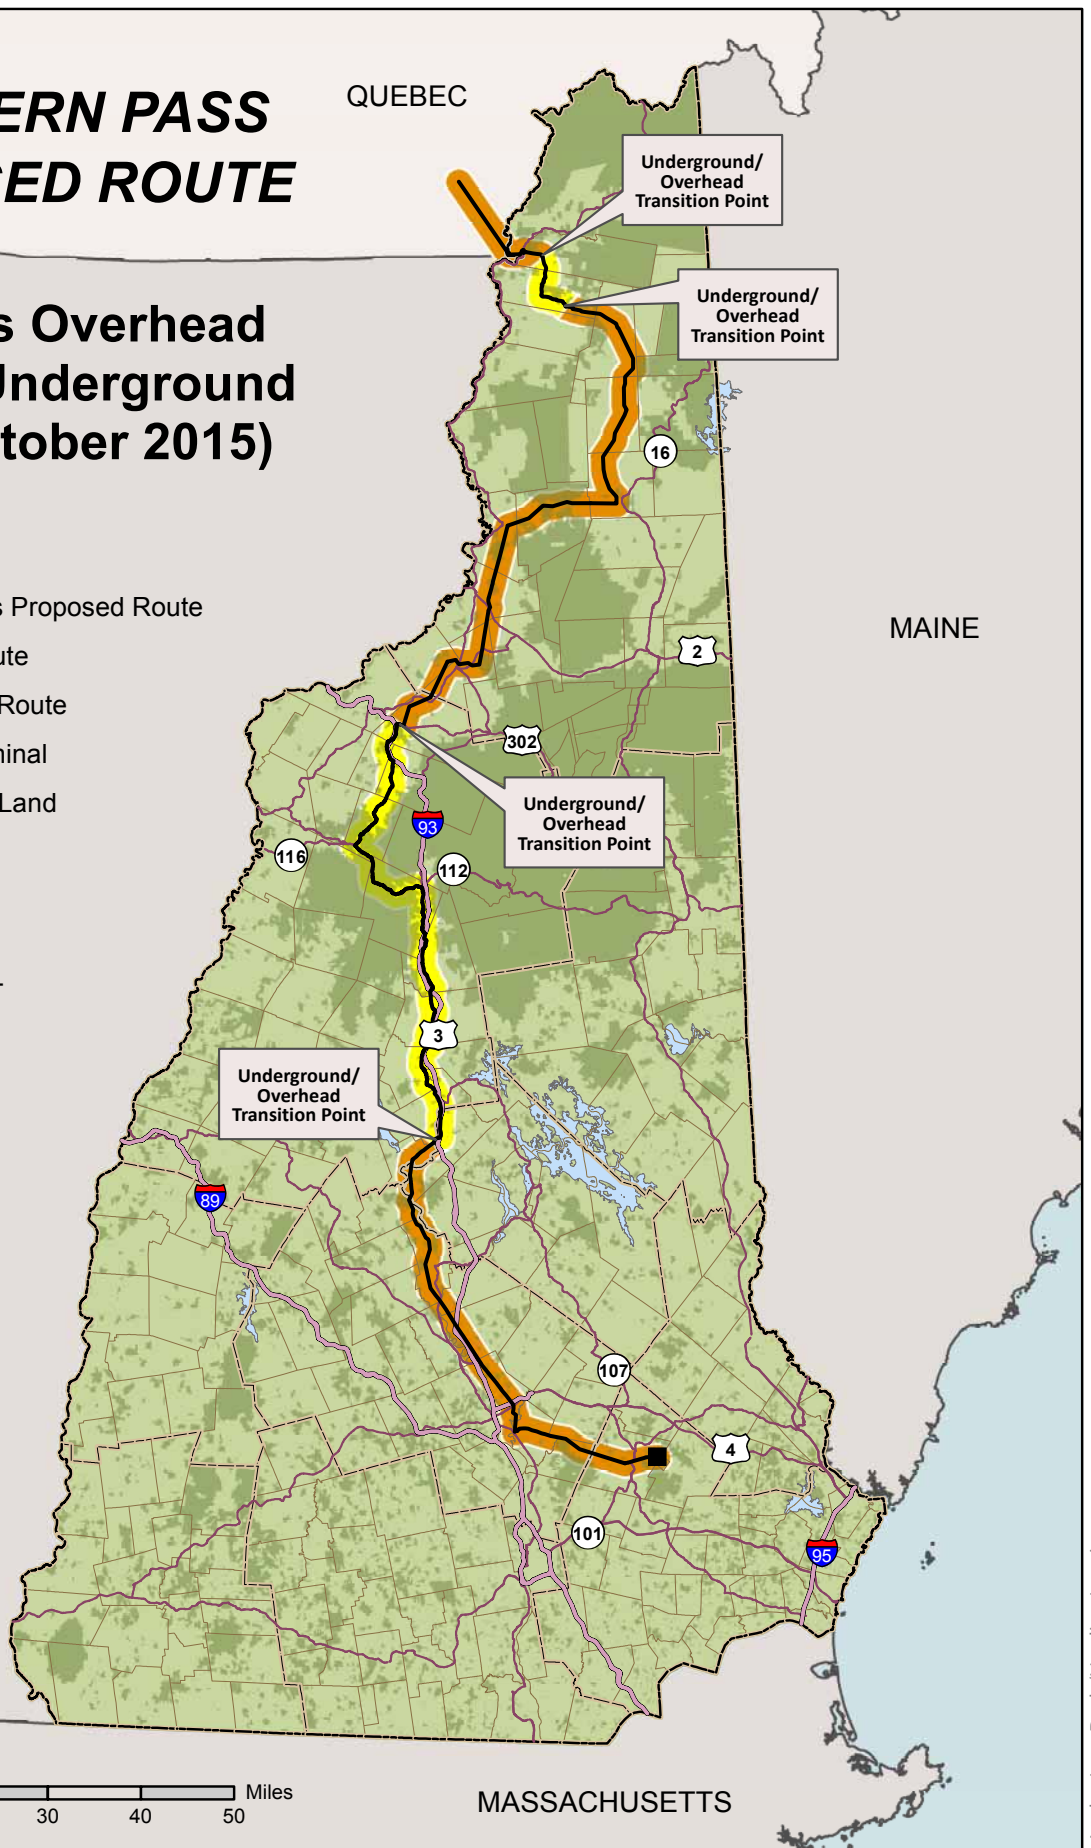 ERN PASS
QUEBEC
SED ROUTE
Underground/
Overhead
Transition Point
Underground/
Overhead
Transition Point
s Overhead
Underground
tober 2015)
16
s Proposed Route
MAINE
ute
2
Route
302
minal
Land
Underground/
Overhead
Transition Point
93
116
112
3
Underground/
Overhead
Transition Point
89
107
4
101
95
Miles
30
40
50
MASSACHUSETTS